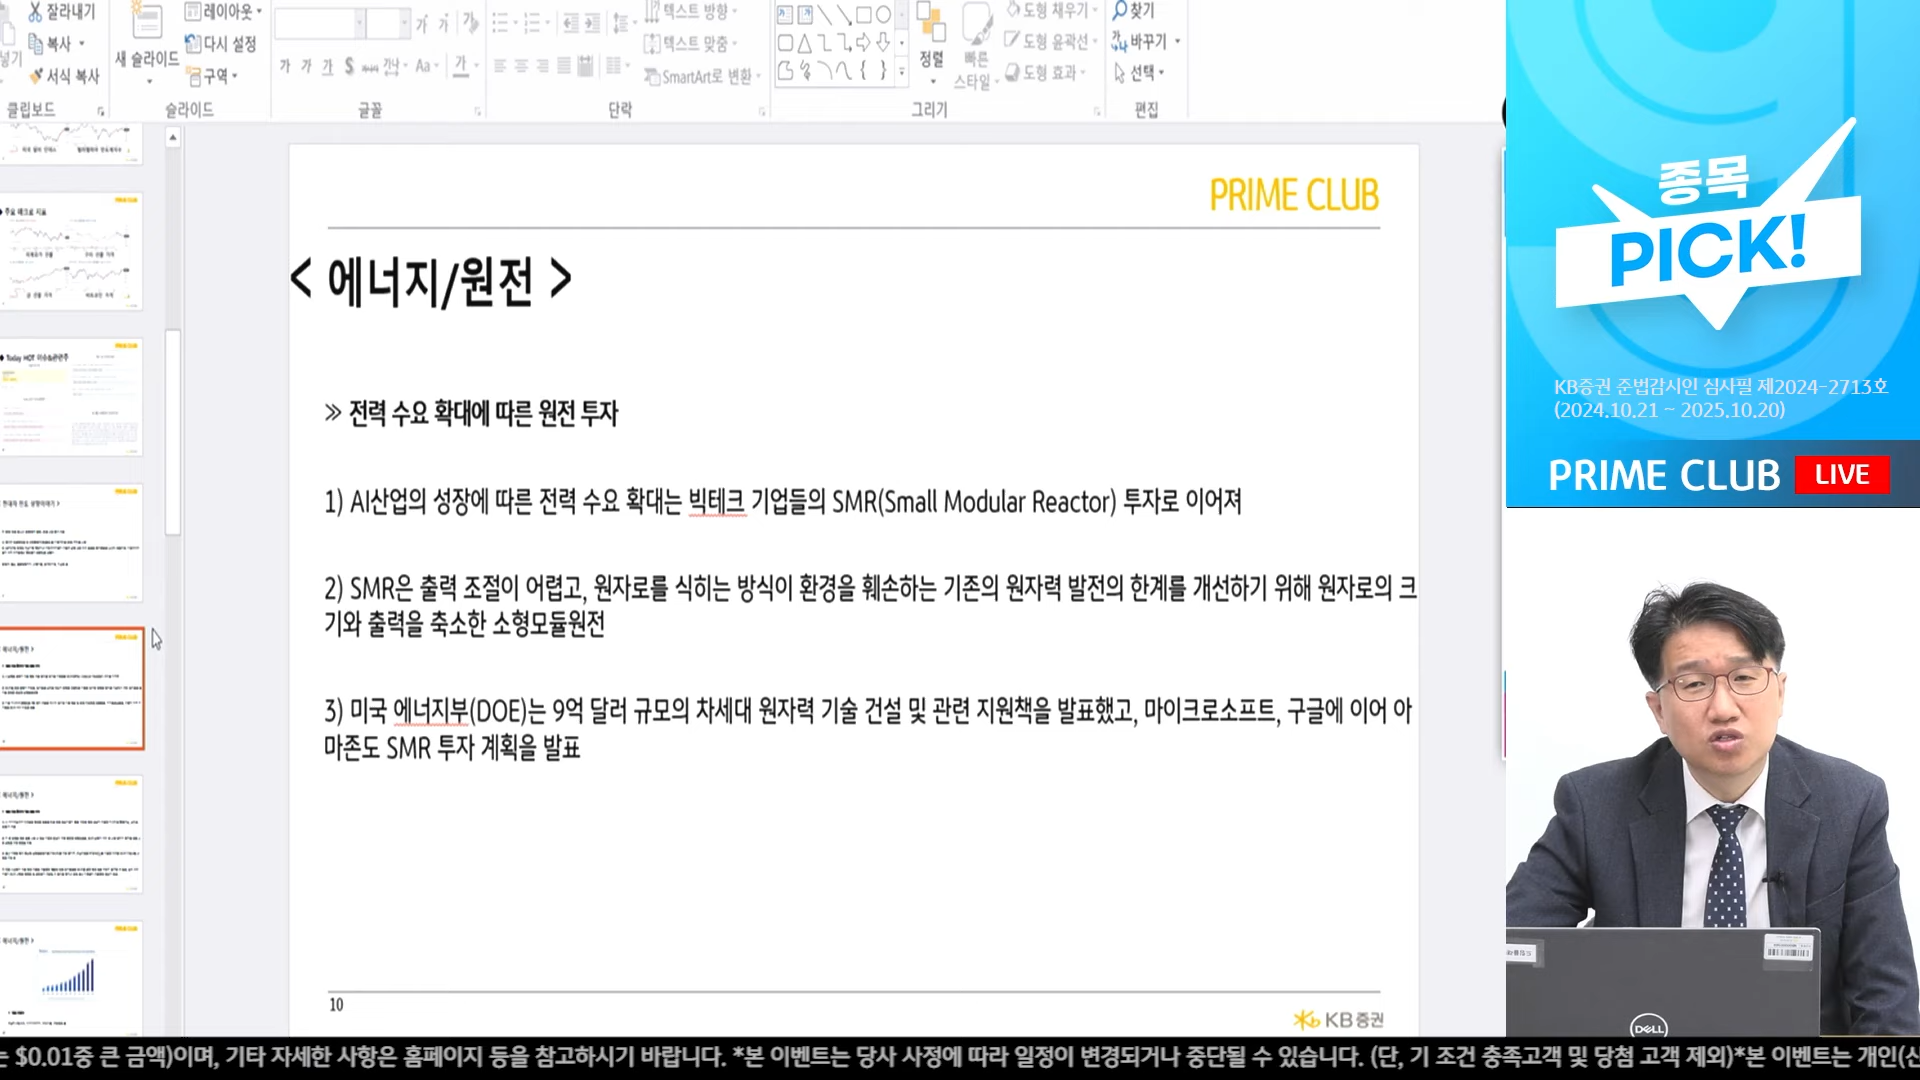 잘라내기
복사
서식 복사
클립보드
새 슬라이드
레이아웃
다시 설정
구역
슬라이드
글꼴
텍스트 방향
텍스트 맞춤
SmartArt로 변환
단락
정렬
빠른
스타일
도형 채우기
도형 윤곽선
도형 효과
그리기
찾기
바꾸기
선택
편집
PRIME CLUB
< 에너지/원전 >
» 전력 수요 확대에 따른 원전 투자
1) AI산업의 성장에 따른 전력 수요 확대는 빅테크 기업들의 SMR(Small Modular Reactor) 투자로 이어져
2) SMR은 출력 조절이 어렵고, 원자로를 식히는 방식이 환경을 훼손하는 기존의 원자력 발전의 한계를 개선하기 위해 원자로의 크
기와 출력을 축소한 소형모듈원전
3) 미국 에너지부(DOE)는 9억 달러 규모의 차세대 원자력 기술 건설 및 관련 지원책을 발표했고, 마이크로소프트, 구글에 이어 아
마존도 SMR 투자 계획을 발표
10
KB증권
종목
PICK!
KB증권 준법감시인 심사필 제2024-2713호
(2024.10.21 ~ 2025.10.20)
PRIME CLUB LIVE
DELL
는 $0.01중 큰 금액)이며, 기타 자세한 사항은 홈페이지 등을 참고하시기 바랍니다. *본 이벤트는 당사 사정에 따라 일정이 변경되거나 중단될 수 있습니다. (단, 기 조건 충족고객 및 당첨 고객 제외)*본 이벤트는 개인(신